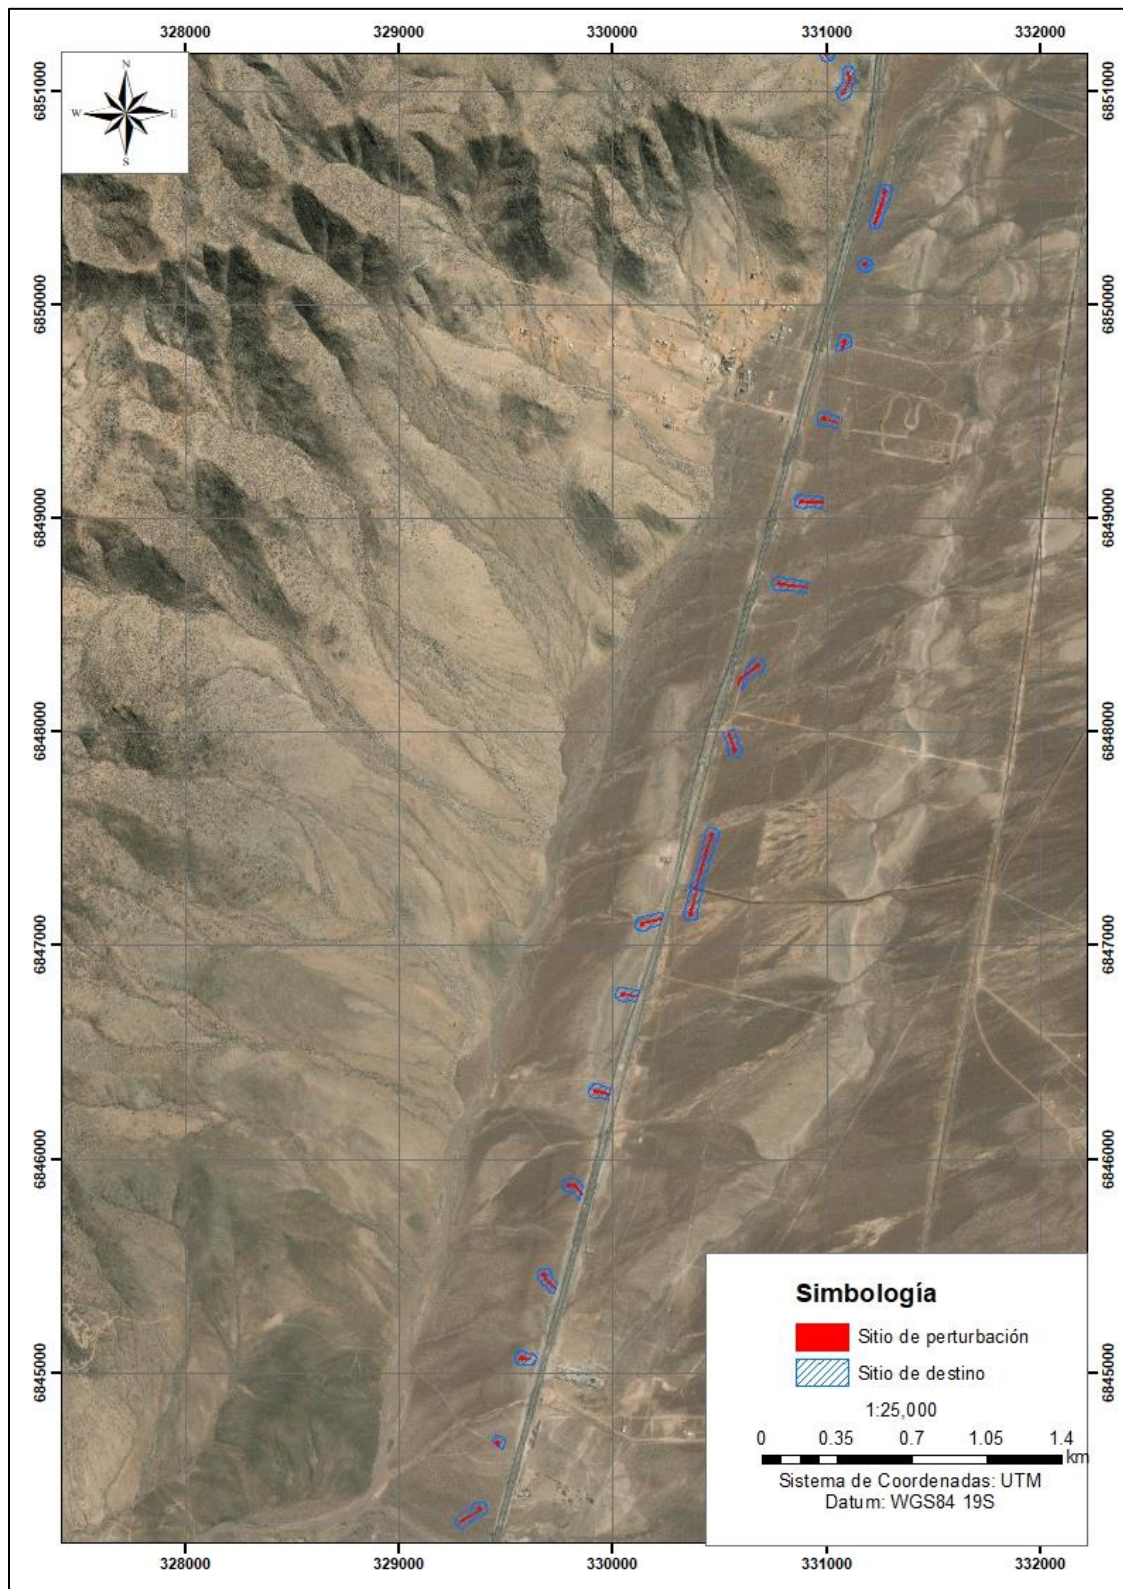 328000 329000 330000 331000 332000
N
W E
S
6851000 6851000
6850000 6850000
6849000 6849000
6848000 6848000
6847000 6847000
6846000 6846000
6845000 6845000
Simbología
Sitio de perturbación
Sitio de destino
1:25,000
0 0.35 0.7 1.05 1.4
km
Sistema de Coordenadas: UTM
Datum: WGS84 19S
328000 329000 330000 331000 332000